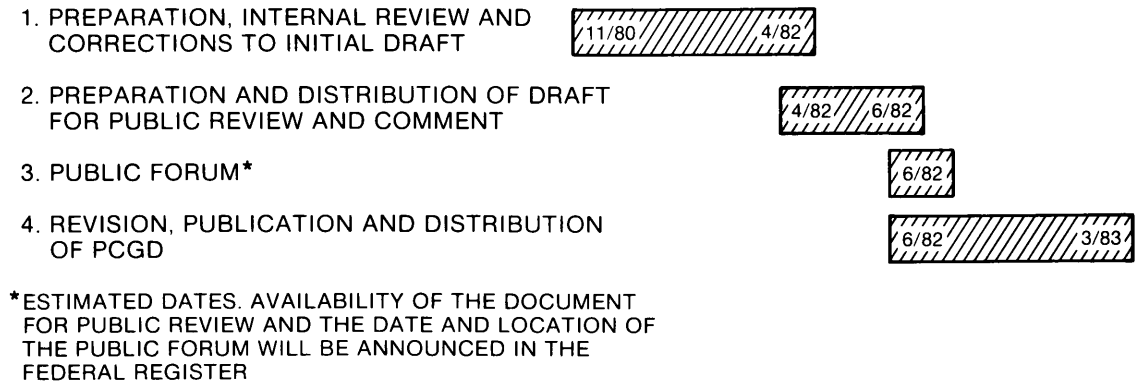 1. PREPARATION, INTERNAL REVIEW AND
CORRECTIONS TO INITIAL DRAFT
11/80 4/82
2. PREPARATION AND DISTRIBUTION OF DRAFT
FOR PUBLIC REVIEW AND COMMENT
4/82 6/82
3. PUBLIC FORUM*
6/82
4. REVISION, PUBLICATION AND DISTRIBUTION
OF PCGD
6/82 3/83
*ESTIMATED DATES. AVAILABILITY OF THE DOCUMENT
FOR PUBLIC REVIEW AND THE DATE AND LOCATION OF
THE PUBLIC FORUM WILL BE ANNOUNCED IN THE
FEDERAL REGISTER